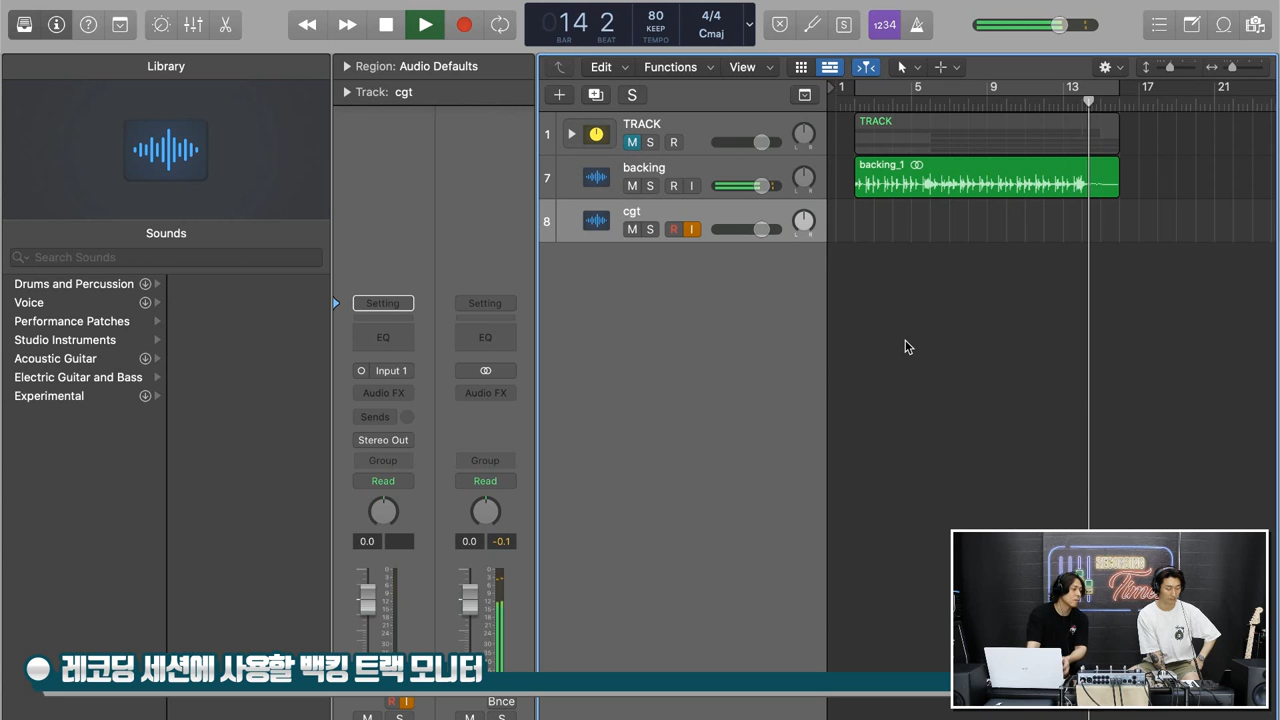 14 2
BAR BEAT
80
KEEP
TEMPO
4/4
Cmaj
1234
Library
Region: Audio Defaults
Track: cgt
Edit
Functions
View
1 5 9 13 17 21
S
Sounds
Search Sounds
Drums and Percussion
Voice
Performance Patches
Studio Instruments
Acoustic Guitar
Electric Guitar and Bass
Experimental
Setting
EQ
Input 1
Audio FX
Sends
Stereo Out
Group
Read
0.0
Setting
EQ
Audio FX
Group
Read
0.0 -0.1
R I
Bnce
M S
M S
1
TRACK
M S R
L R
7
backing
M S R I
L R
8
cgt
M S R I
L R
TRACK
backing_1
RECORDING
Time
레코딩 세션에 사용할 백킹 트랙 모니터